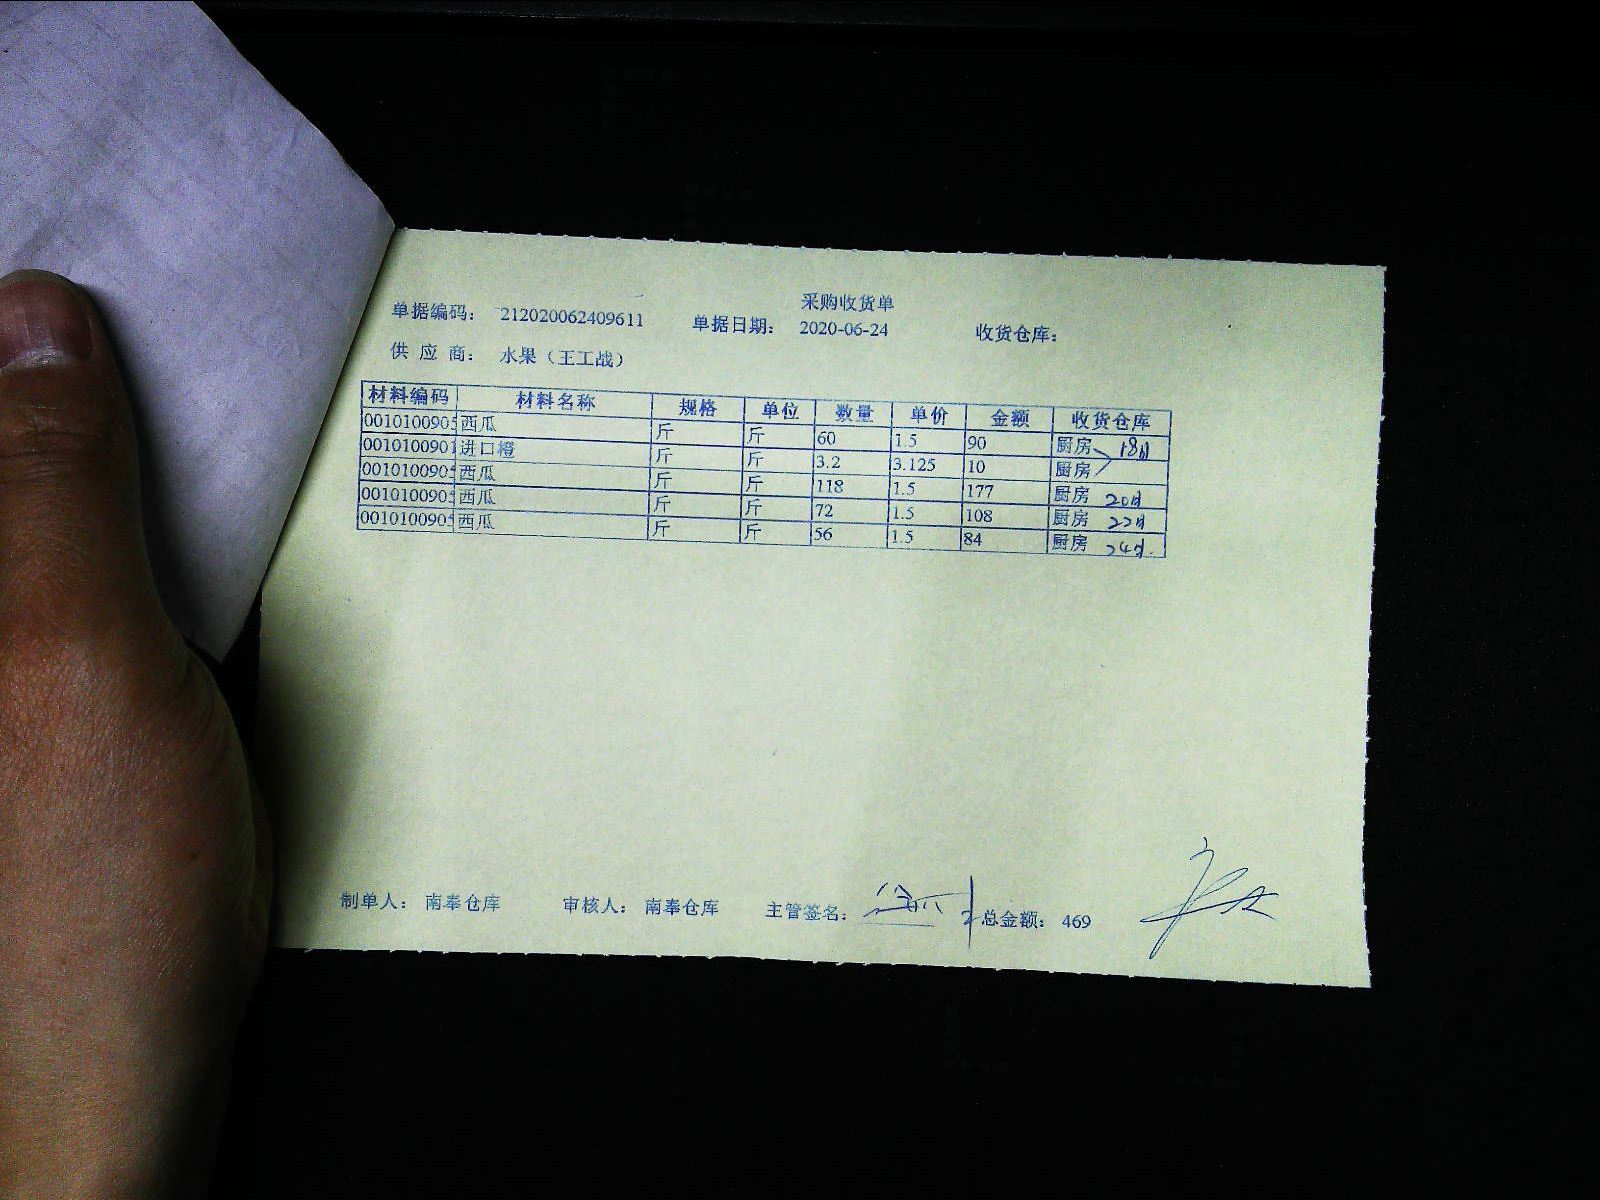 采购收货单
单据编码： 212020062409611 单据日期： 2020-06-24 收货仓库：
供 应 商： 水果（王工战）
材料编码 材料名称 规格 单位 数量 单价 金额 收货仓库
0010100905 西瓜 斤 斤 60 1.5 90 厨房 18日
0010100901 进口橙 斤 斤 3.2 3.125 10 厨房
0010100905 西瓜 斤 斤 118 1.5 177 厨房 20日
0010100905 西瓜 斤 斤 72 1.5 108 厨房 22日
0010100905 西瓜 斤 斤 56 1.5 84 厨房 24日.
制单人： 南奉仓库 审核人： 南奉仓库 主管签名： 总金额： 469